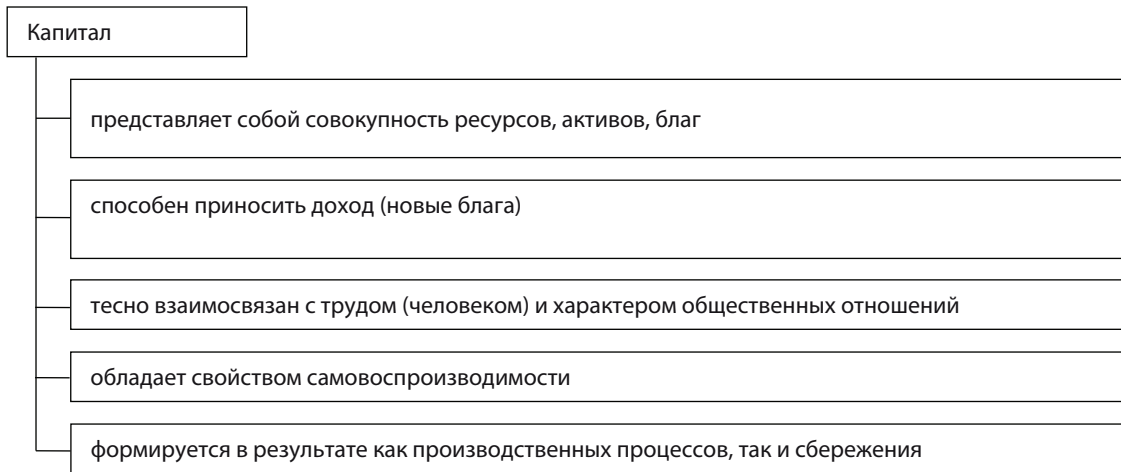 Капитал
представляет собой совокупность ресурсов, активов, благ
способен приносить доход (новые блага)
тесно взаимосвязан с трудом (человеком) и характером общественных отношений
обладает свойством самовоспроизводимости
формируется в результате как производственных процессов, так и сбережения